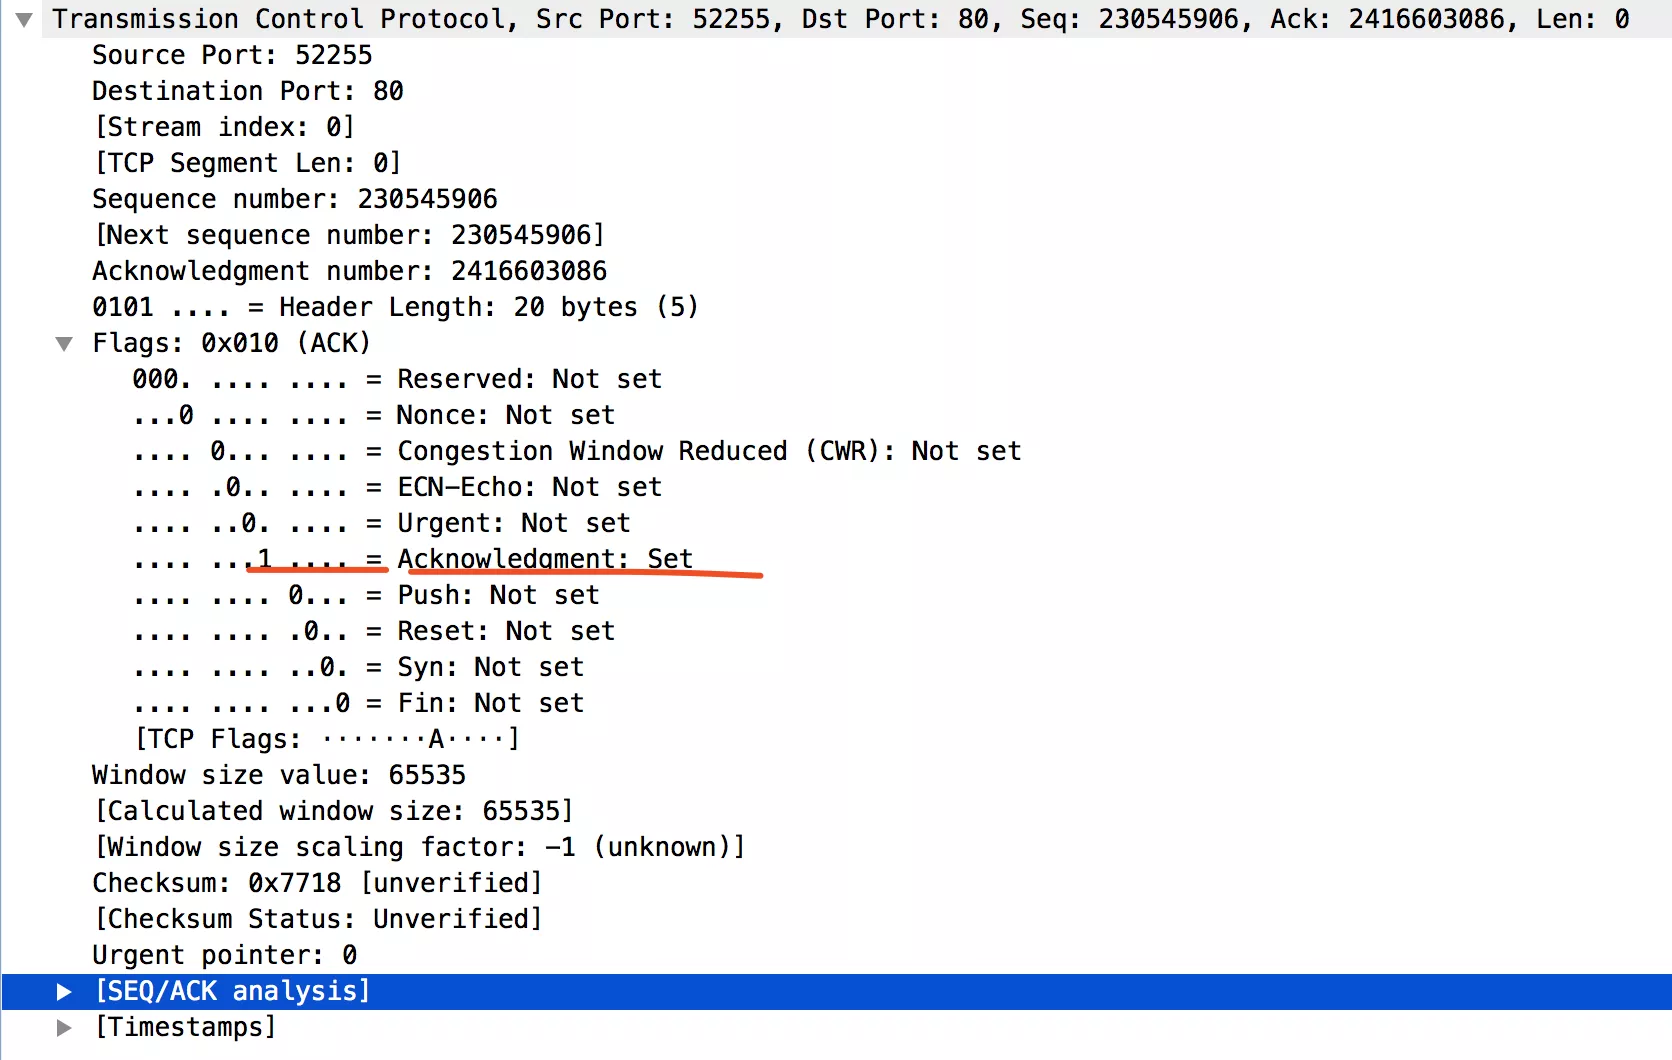 Transmission Control Protocol, Src Port: 52255, Dst Port: 80, Seq: 230545906, Ack: 2416603086, Len: 0
Source Port: 52255
Destination Port: 80
[Stream index: 0]
[TCP Segment Len: 0]
Sequence number: 230545906
[Next sequence number: 230545906]
Acknowledgment number: 2416603086
0101 .... = Header Length: 20 bytes (5)
Flags: 0x010 (ACK)
000. .... .... = Reserved: Not set
...0 .... .... = Nonce: Not set
.... 0... .... = Congestion Window Reduced (CWR): Not set
.... .0.. .... = ECN-Echo: Not set
.... ..0. .... = Urgent: Not set
.... ...1 .... = Acknowledgment: Set
.... .... 0... = Push: Not set
.... .... .0.. = Reset: Not set
.... .... ..0. = Syn: Not set
.... .... ...0 = Fin: Not set
[TCP Flags: ·······A····]
Window size value: 65535
[Calculated window size: 65535]
[Window size scaling factor: -1 (unknown)]
Checksum: 0x7718 [unverified]
[Checksum Status: Unverified]
Urgent pointer: 0
[SEQ/ACK analysis]
[Timestamps]